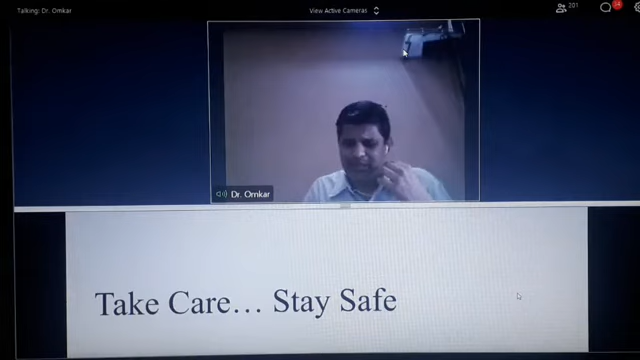 Talking: Dr. Omkar
View Active Cameras
201
Dr. Omkar
Take Care... Stay Safe